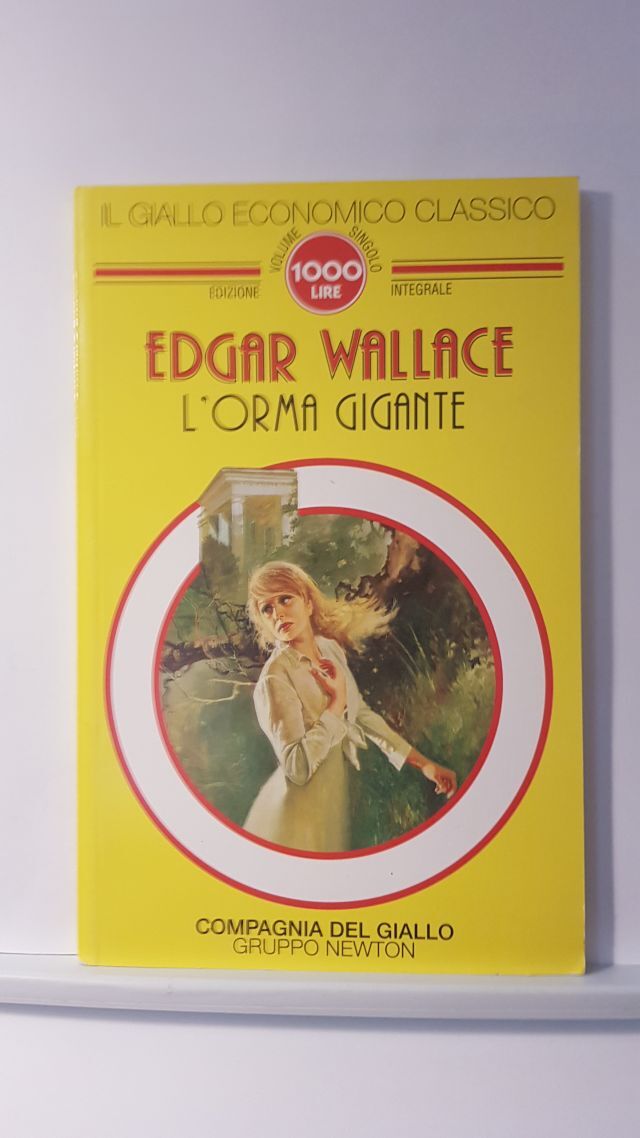 IL GIALLO ECONOMICO CLASSICO
VOLUME SINGOLO
1000
LIRE
EDIZIONE INTEGRALE
EDGAR WALLACE
L'ORMA GIGANTE
COMPAGNIA DEL GIALLO
GRUPPO NEWTON